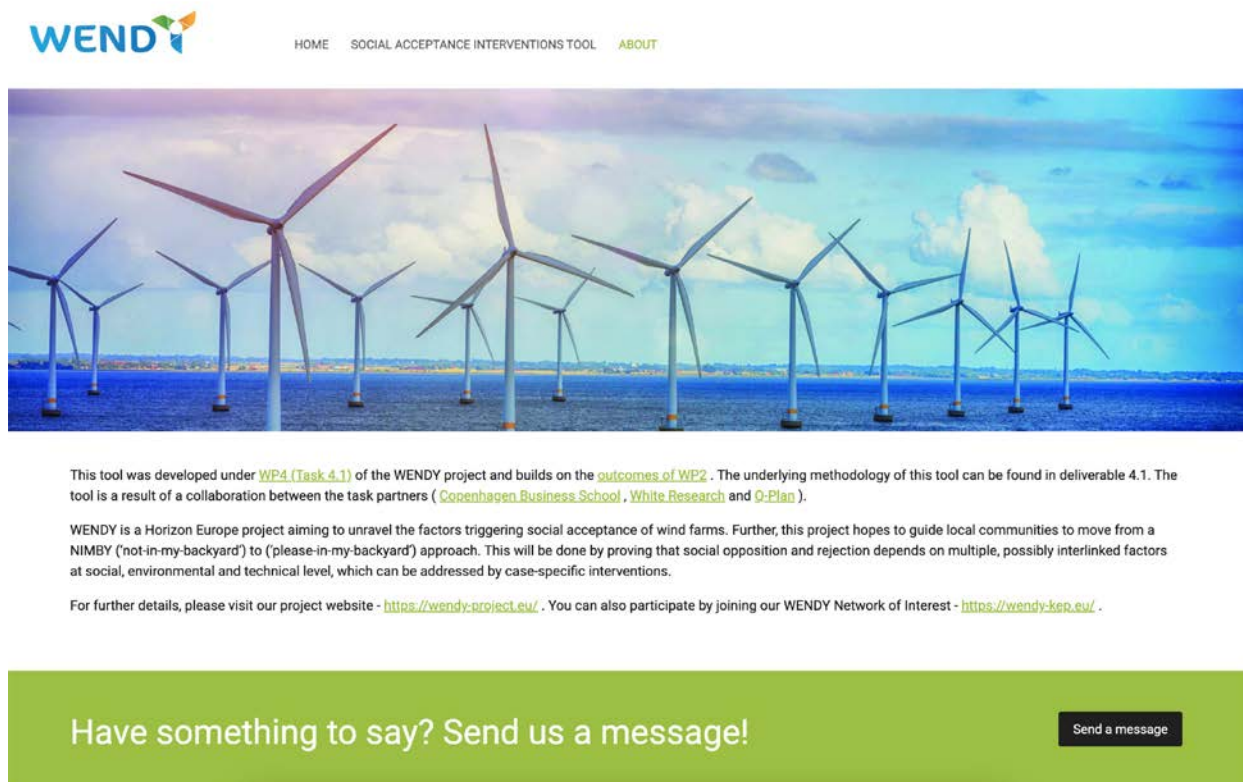 WENDY
HOME SOCIAL ACCEPTANCE INTERVENTIONS TOOL ABOUT
This tool was developed under WP4 (Task 4.1) of the WENDY project and builds on the outcomes of WP2 . The underlying methodology of this tool can be found in deliverable 4.1. The
tool is a result of a collaboration between the task partners ( Copenhagen Business School , White Research and Q-Plan ).
WENDY is a Horizon Europe project aiming to unravel the factors triggering social acceptance of wind farms. Further, this project hopes to guide local communities to move from a
NIMBY (‘not-in-my-backyard’) to (‘please-in-my-backyard’) approach. This will be done by proving that social opposition and rejection depends on multiple, possibly interlinked factors
at social, environmental and technical level, which can be addressed by case-specific interventions.
For further details, please visit our project website - https://wendy-project.eu/ . You can also participate by joining our WENDY Network of Interest - https://wendy-kep.eu/ .
Have something to say? Send us a message!
Send a message